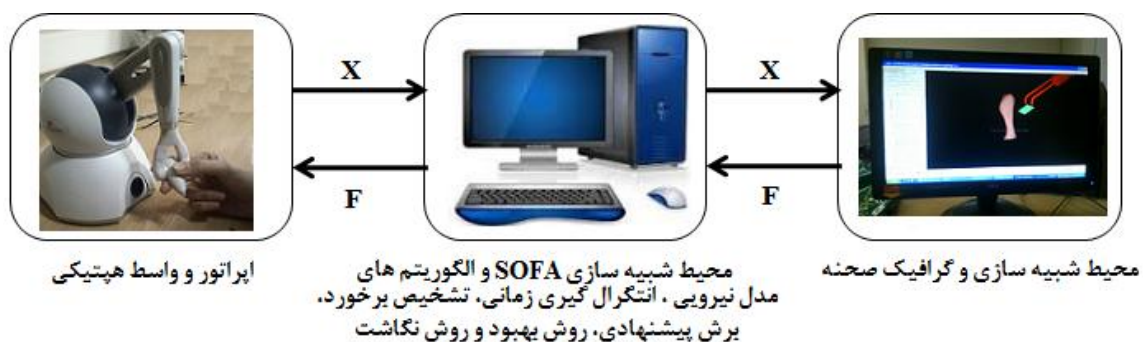 X
X
F
F
اپراتور و واسط هپتیکی
محیط شبیه سازی SOFA و الگوریتم های
مدل نیرویی ، انتگرال گیری زمانی، تشخیص برخورد،
برش پیشنهادی، روش بهبود و روش نگاشت
محیط شبیه سازی و گرافیک صحنه